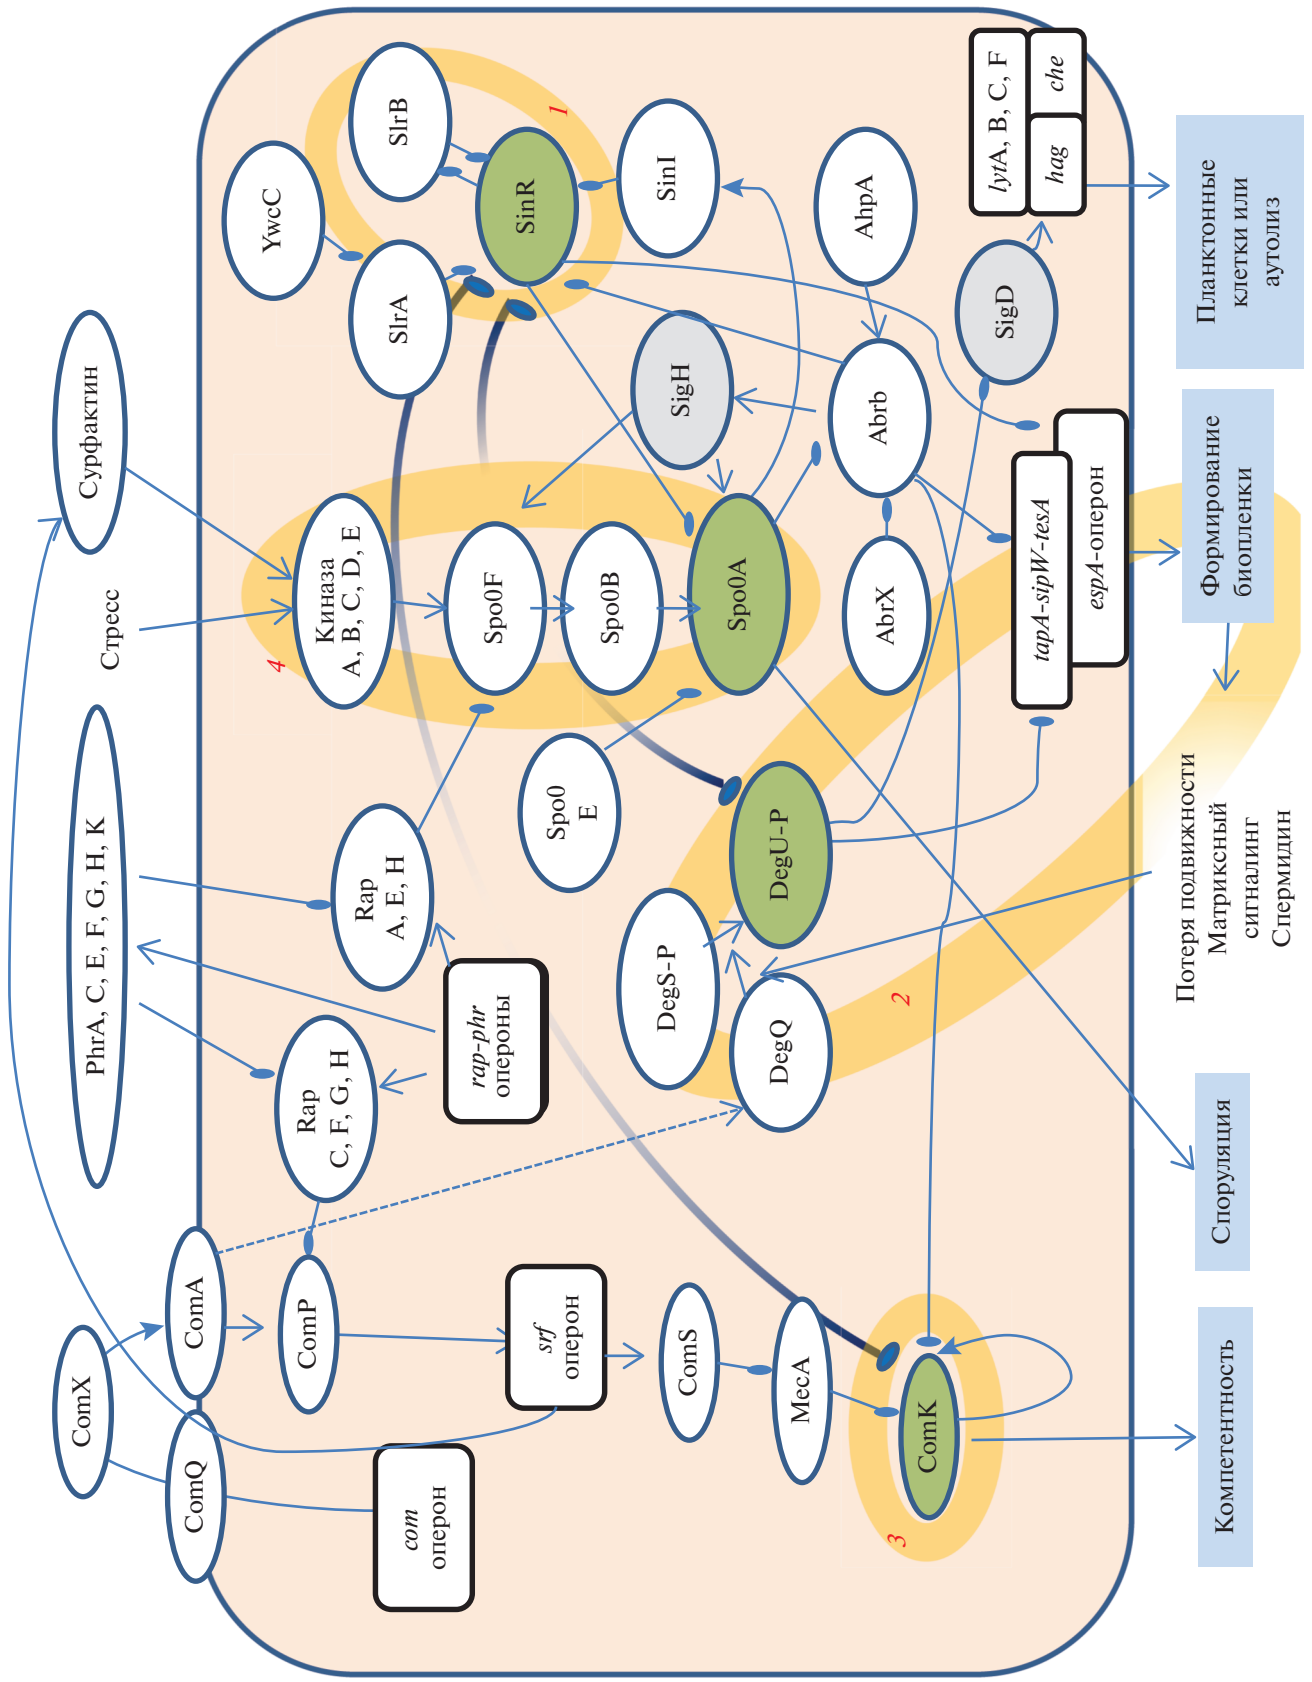 ComX
PhrA, C, E, F, G, H, K
Стресс
Сурфактин
ComQ
ComA
ComP
Rap
C, F, G, H
Rap
A, E, H
4
Киназа
A, B, C, D, E
SlrA
YwcC
SlrB
1
com
оперон
srf
оперон
rap-phr
опероны
Spo0F
SinR
Spo0
E
Spo0B
SigH
SinI
ComS
DegS-P
Spo0A
MecA
DegQ
DegU-P
AbrX
Abrb
AhpA
3
ComK
2
SigD
tapA-sipW-tesA
espA-оперон
lytA, B, C, F
hag
che
Компетентность
Споруляция
Потеря подвижности
Матриксный
сигналинг
Спермидин
Формирование
биопленки
Планктонные
клетки или
аутолиз